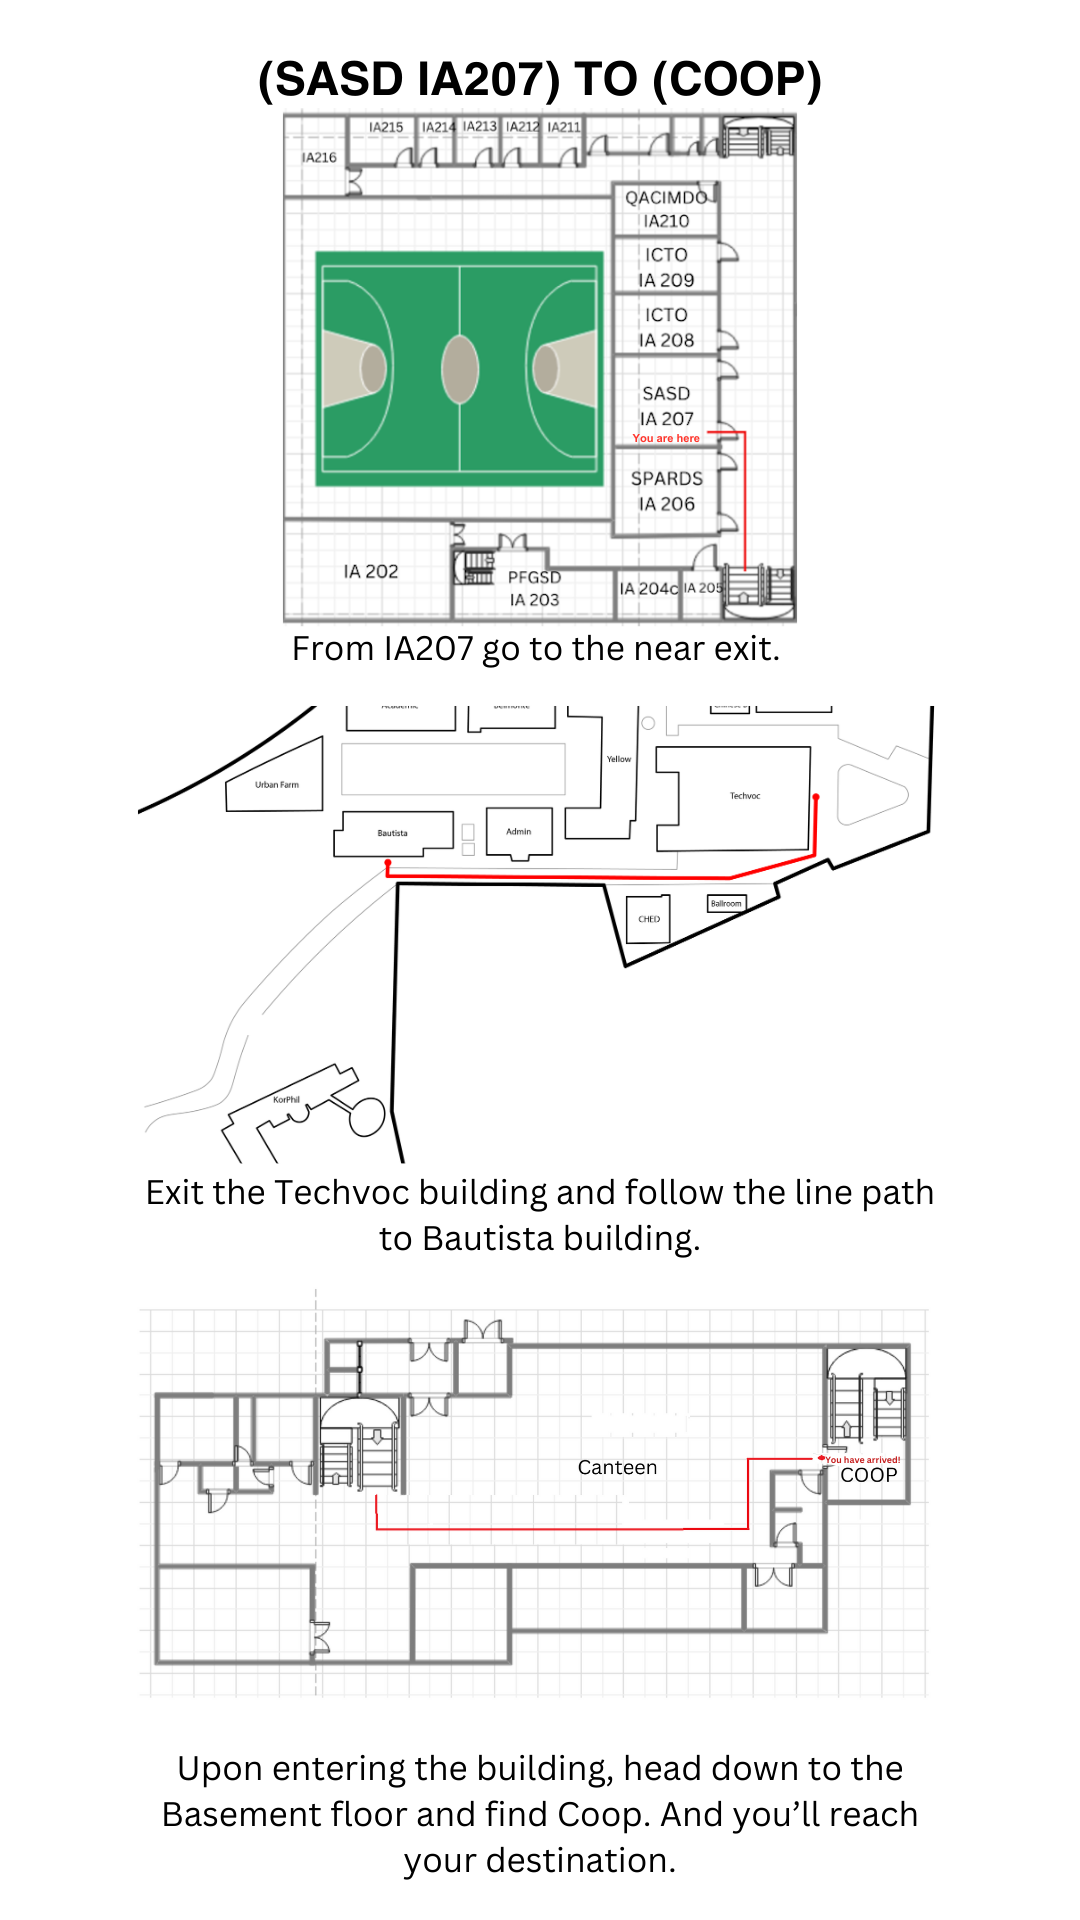 (SASD IA207) TO (COOP)
IA215
IA214
IA213
IA212
IA211
IA216
QACIMDO
IA210
ICTO
IA 209
ICTO
IA 208
SASD
IA 207
You are here
SPARDS
IA 206
IA 202
PFGSD
IA 203
IA 204c
IA 205
From IA207 go to the near exit.
Academic
Belmonte
Yellow
Urban Farm
Techvoc
Bautista
Admin
CHED
Ballroom
KorPhil
Exit the Techvoc building and follow the line path
to Bautista building.
Canteen
You have arrived!
COOP
Upon entering the building, head down to the
Basement floor and find Coop. And you’ll reach
your destination.